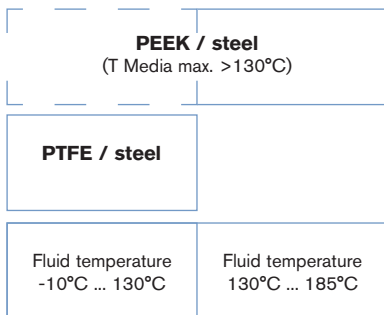 PEEK / steel
(T Media max. >130°C)
PTFE / steel
Fluid temperature
-10°C ... 130°C
Fluid temperature
130°C ... 185°C